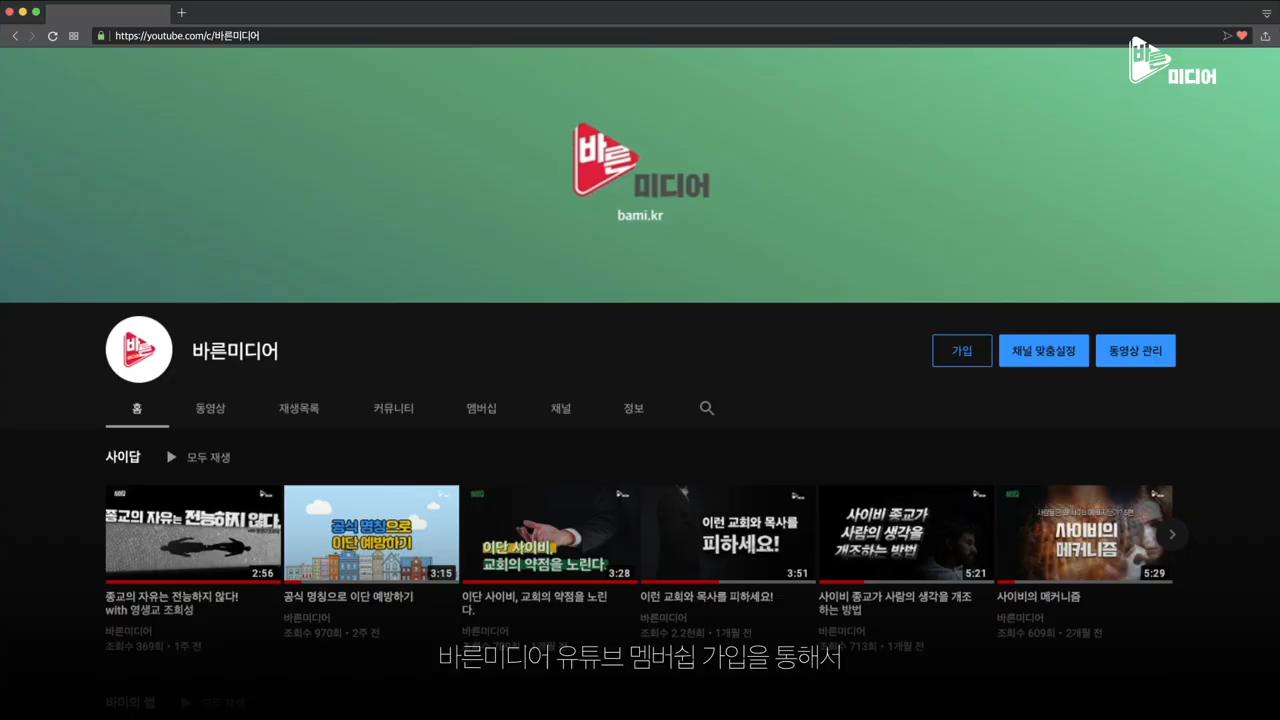 https://youtube.com/c/바른미디어
바른
미디어
바른
미디어
bami.kr
바른
바른미디어
가입
채널 맞춤설정
동영상 관리
홈
동영상
재생목록
커뮤니티
멤버십
채널
정보
사이답
모두 재생
종교의 자유는 전능하지 않다.
2:56
공식 명칭으로
이단 예방하기
3:15
이단 사이비,
교회의 약점을 노린다.
3:28
이런 교회와 목사를
피하세요!
3:51
사이비 종교가
사람의 생각을
개조하는 방법
5:21
사이비의
메커니즘
5:29
종교의 자유는 전능하지 않다!
with 영생교 조희성
바른미디어
조회수 369회 • 1주 전
공식 명칭으로 이단 예방하기
바른미디어
조회수 970회 • 2주 전
이단 사이비, 교회의 약점을 노린
다.
바른미디어
이런 교회와 목사를 피하세요!
바른미디어
조회수 2.2천회 • 1개월 전
사이비 종교가 사람의 생각을 개조
하는 방법
바른미디어
조회수 713회 • 1개월 전
사이비의 메커니즘
바른미디어
조회수 609회 • 2개월 전
바른미디어 유튜브 멤버쉽 가입을 통해서
바미의 썰
모두 재생